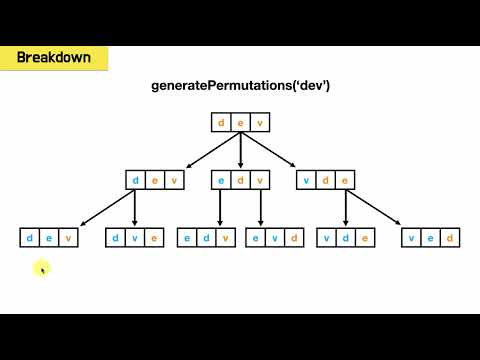 Breakdown
generatePermutations(‘dev’)
d e v
d e v e d v v d e
d e v d v e e d v e v d v d e v e d